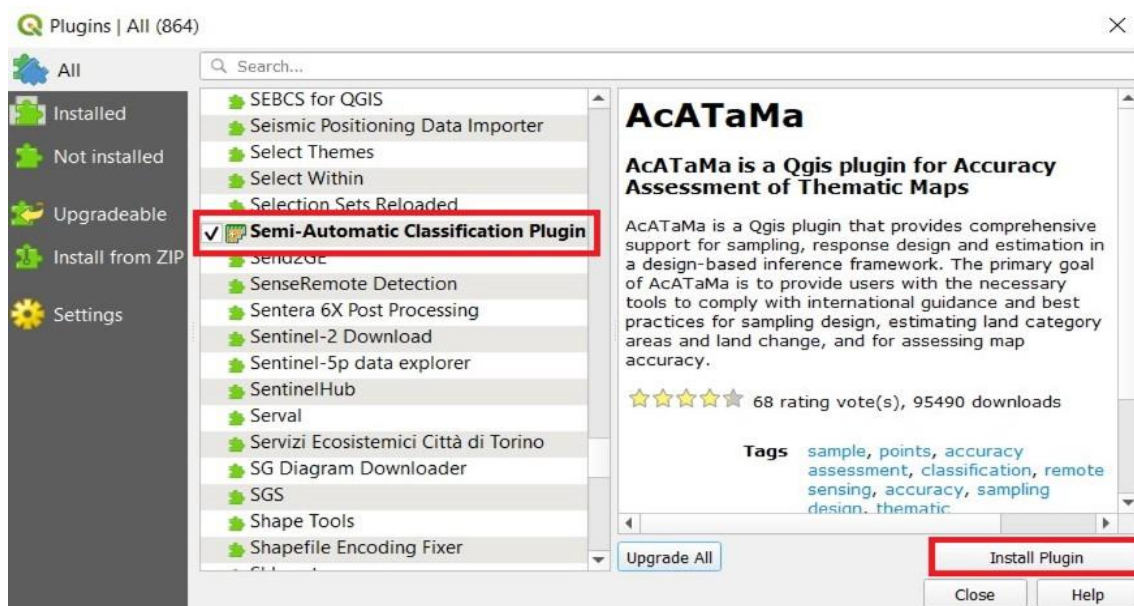 Plugins | All (864)
All
Installed
Not installed
Upgradeable
Install from ZIP
Settings
Search...
SEBCS for QGIS
Seismic Positioning Data Importer
Select Themes
Select Within
Selection Sets Reloaded
Semi-Automatic Classification Plugin
Send2GE
SenseRemote Detection
Sentera 6X Post Processing
Sentinel-2 Download
Sentinel-5p data explorer
SentinelHub
Serval
Servizi Ecosistemici Città di Torino
SG Diagram Downloader
SGS
Shape Tools
Shapefile Encoding Fixer
AcATaMa
AcATaMa is a Qgis plugin for Accuracy
Assessment of Thematic Maps
AcATaMa is a Qgis plugin that provides comprehensive
support for sampling, response design and estimation in
a design-based inference framework. The primary goal
of AcATaMa is to provide users with the necessary
tools to comply with international guidance and best
practices for sampling design, estimating land category
areas and land change, and for assessing map
accuracy.
68 rating vote(s), 95490 downloads
Tags sample, points, accuracy
assessment, classification, remote
sensing, accuracy, sampling
design, thematic
Upgrade All
Install Plugin
Close
Help